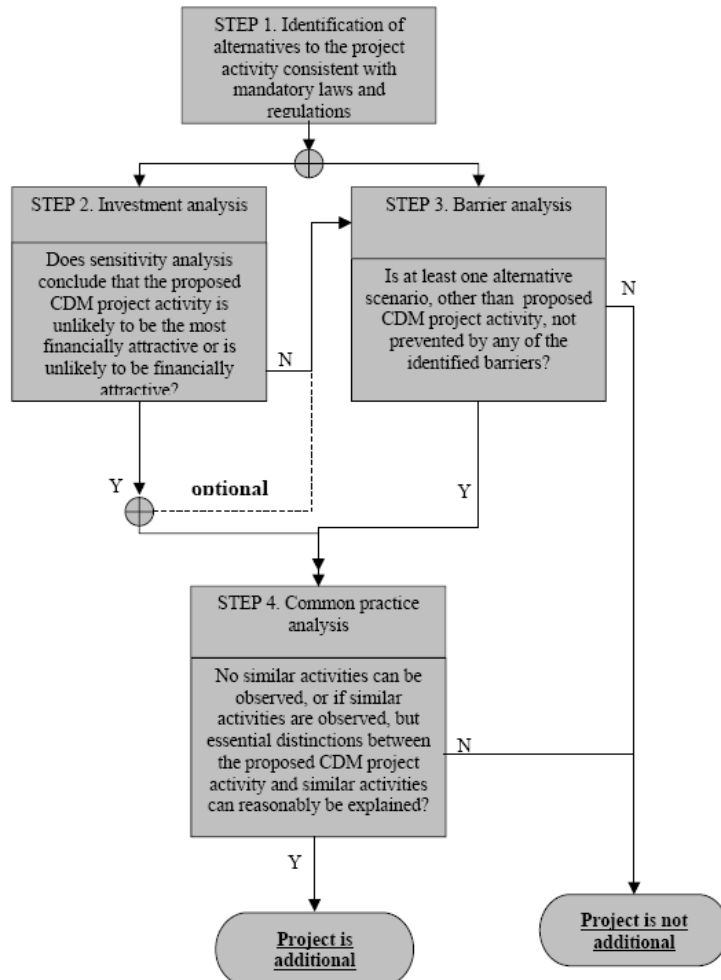 STEP 1. Identification of
alternatives to the project
activity consistent with
mandatory laws and
regulations
STEP 2. Investment analysis
Does sensitivity analysis
conclude that the proposed
CDM project activity is
unlikely to be the most
financially attractive or is
unlikely to be financially
attractive?
N
Y
optional
STEP 3. Barrier analysis
Is at least one alternative
scenario, other than proposed
CDM project activity, not
prevented by any of the
identified barriers?
N
Y
STEP 4. Common practice
analysis
No similar activities can be
observed, or if similar
activities are observed, but
essential distinctions between
the proposed CDM project
activity and similar activities
can reasonably be explained?
N
Y
Project is
additional
Project is not
additional